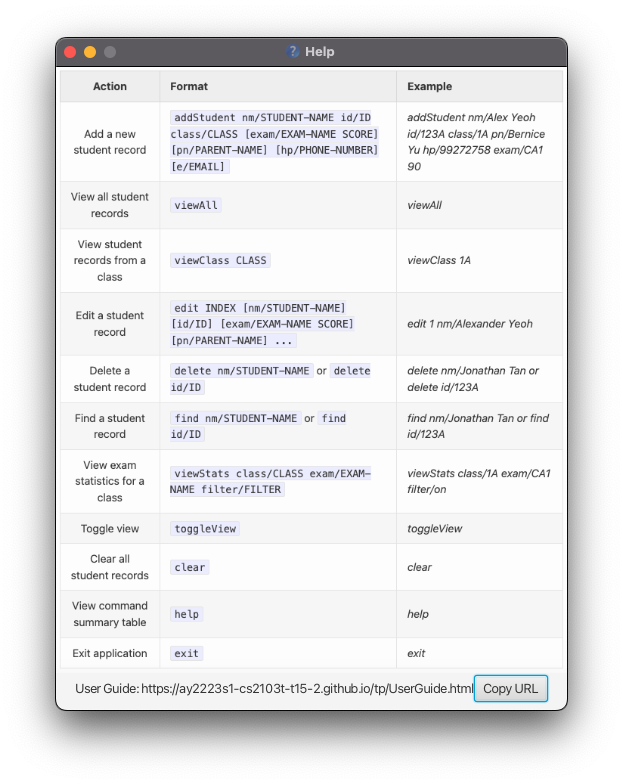 Help
Action Format Example
Add a new student record
addStudent nm/STUDENT-NAME id/ID
class/CLASS [exam/EXAM-NAME SCORE]
[pn/PARENT-NAME] [hp/PHONE-NUMBER]
[e/EMAIL]
addStudent nm/Alex Yeoh
id/123A class/1A pn/Bernice
Yu hp/99272758 exam/CA1
90
View all student
records
viewAll
viewAll
View student
records from a
class
viewClass CLASS
viewClass 1A
Edit a student
record
edit INDEX [nm/STUDENT-NAME]
[id/ID] [exam/EXAM-NAME SCORE]
[pn/PARENT-NAME] ...
edit 1 nm/Alexander Yeoh
Delete a
student record
delete nm/STUDENT-NAME or delete
id/ID
delete nm/Jonathan Tan or
delete id/123A
Find a student
record
find nm/STUDENT-NAME or find
id/ID
find nm/Jonathan Tan or find
id/123A
View exam
statistics for a
class
viewStats class/CLASS exam/EXAM-
NAME filter/FILTER
viewStats class/1A exam/CA1
filter/on
Toggle view
toggleView
toggleView
Clear all
student records
clear
clear
View command
summary table
help
help
Exit application
exit
exit
User Guide: https://ay2223s1-cs2103t-t15-2.github.io/tp/UserGuide.html Copy URL